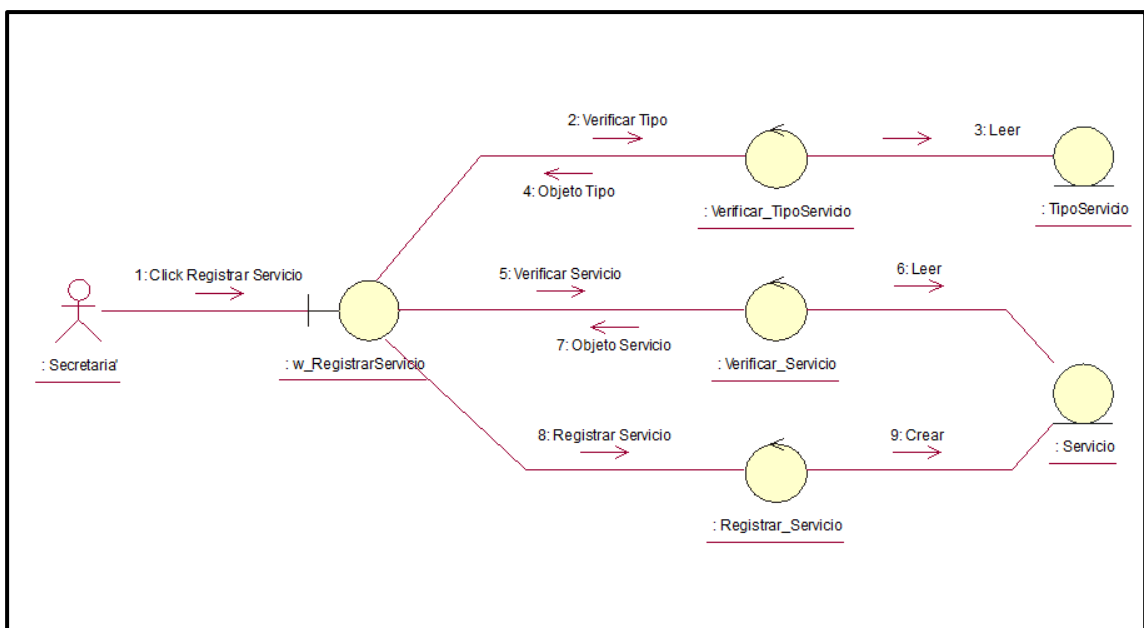 2: Verificar Tipo
3: Leer
4: Objeto Tipo
: Verificar_TipoServicio
: TipoServicio
1: Click Registrar Servicio
5: Verificar Servicio
6: Leer
7: Objeto Servicio
: Secretaria'
: w_RegistrarServicio
: Verificar_Servicio
8: Registrar Servicio
9: Crear
: Servicio
: Registrar_Servicio